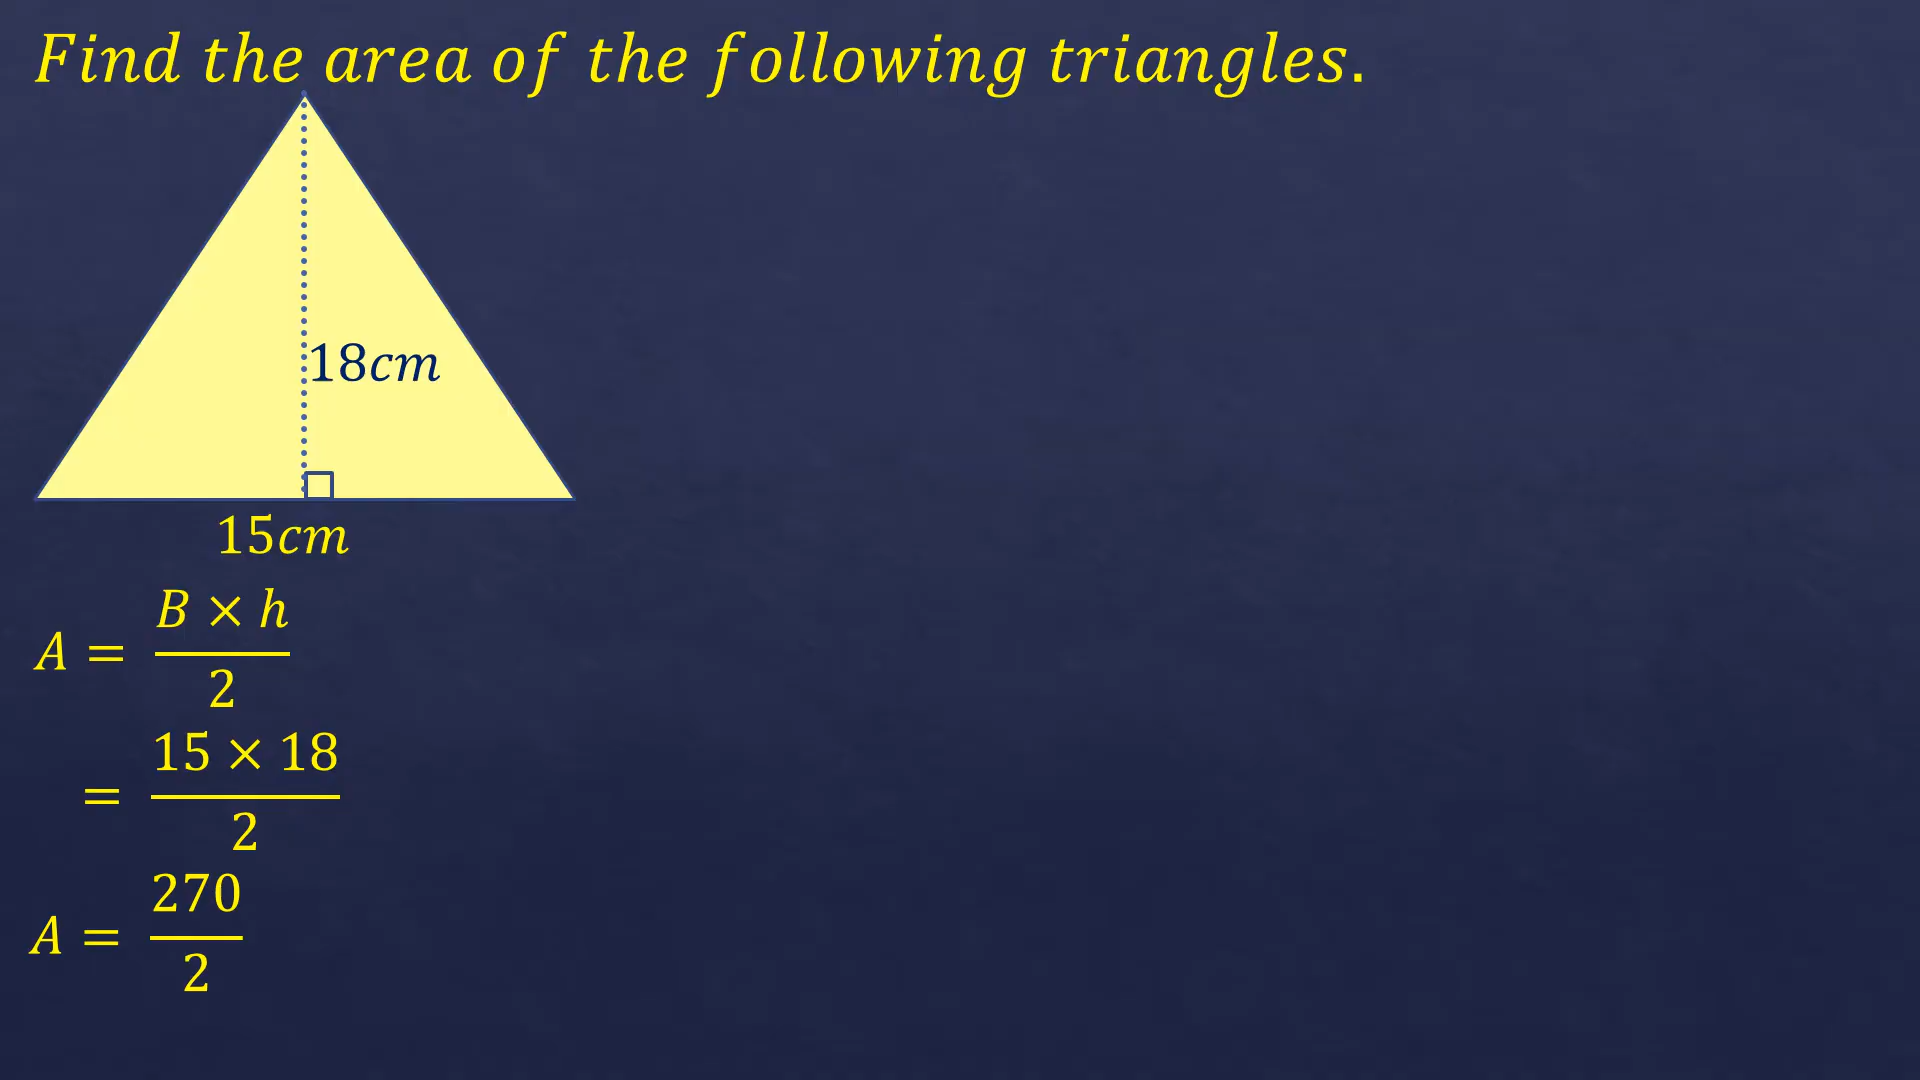 Find the area of the following triangles.
18cm
15cm
A = B × h / 2
= 15 × 18 / 2
A = 270 / 2